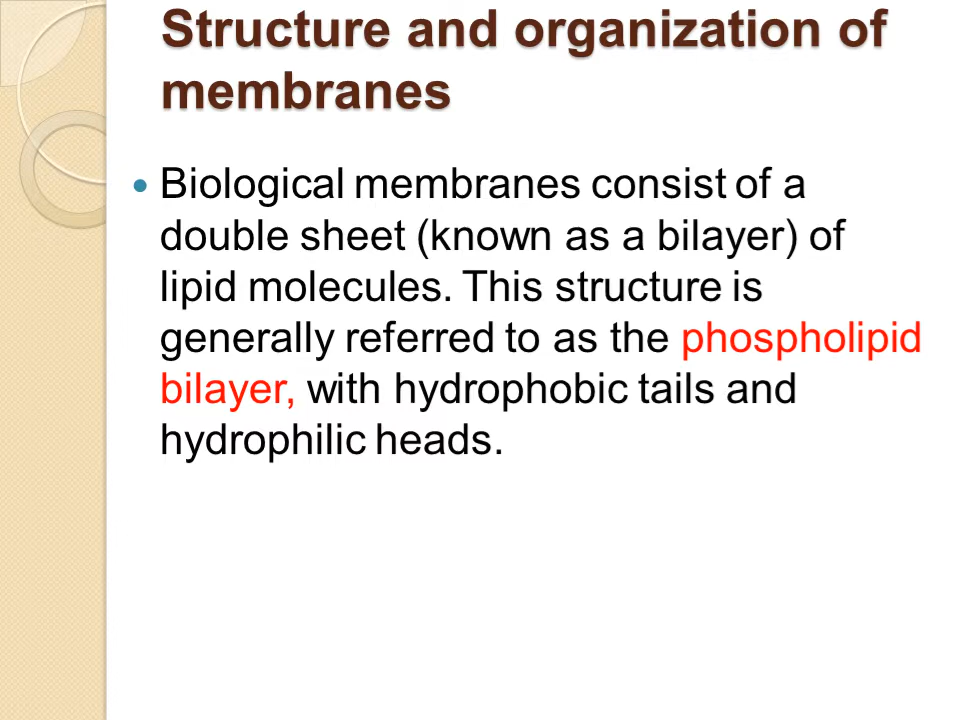 Structure and organization of
membranes
• Biological membranes consist of a
double sheet (known as a bilayer) of
lipid molecules. This structure is
generally referred to as the phospholipid
bilayer, with hydrophobic tails and
hydrophilic heads.